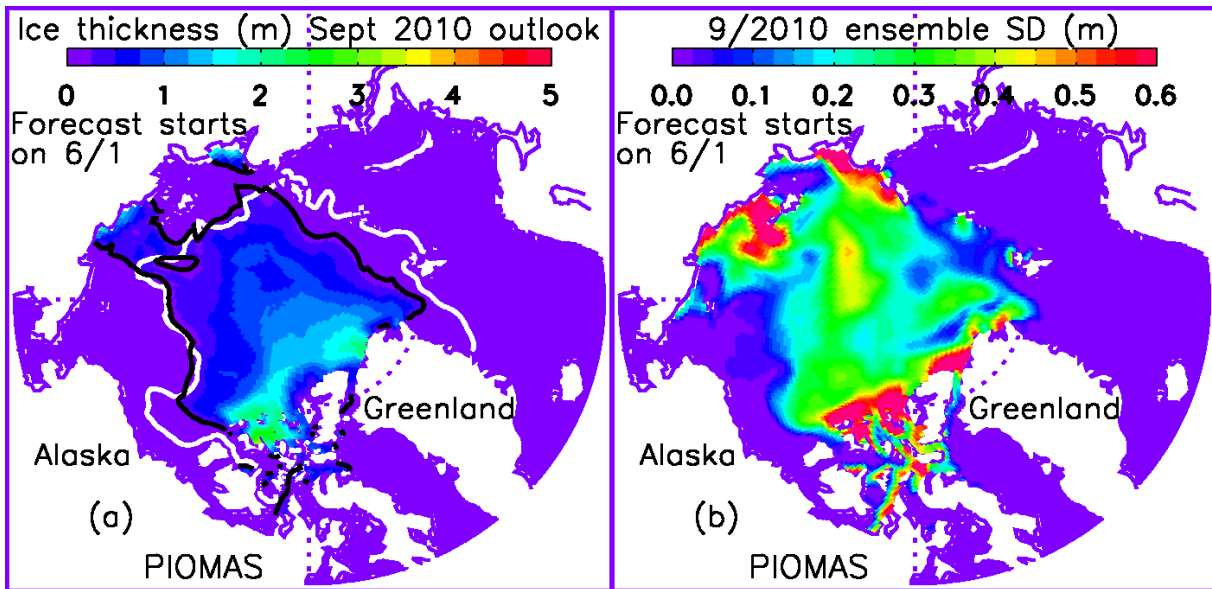 Ice thickness (m) Sept 2010 outlook
0 1 2 3 4 5
Forecast starts
on 6/1
Greenland
Alaska
(a)
PIOMAS
9/2010 ensemble SD (m)
0.0 0.1 0.2 0.3 0.4 0.5 0.6
Forecast starts
on 6/1
Greenland
Alaska
(b)
PIOMAS